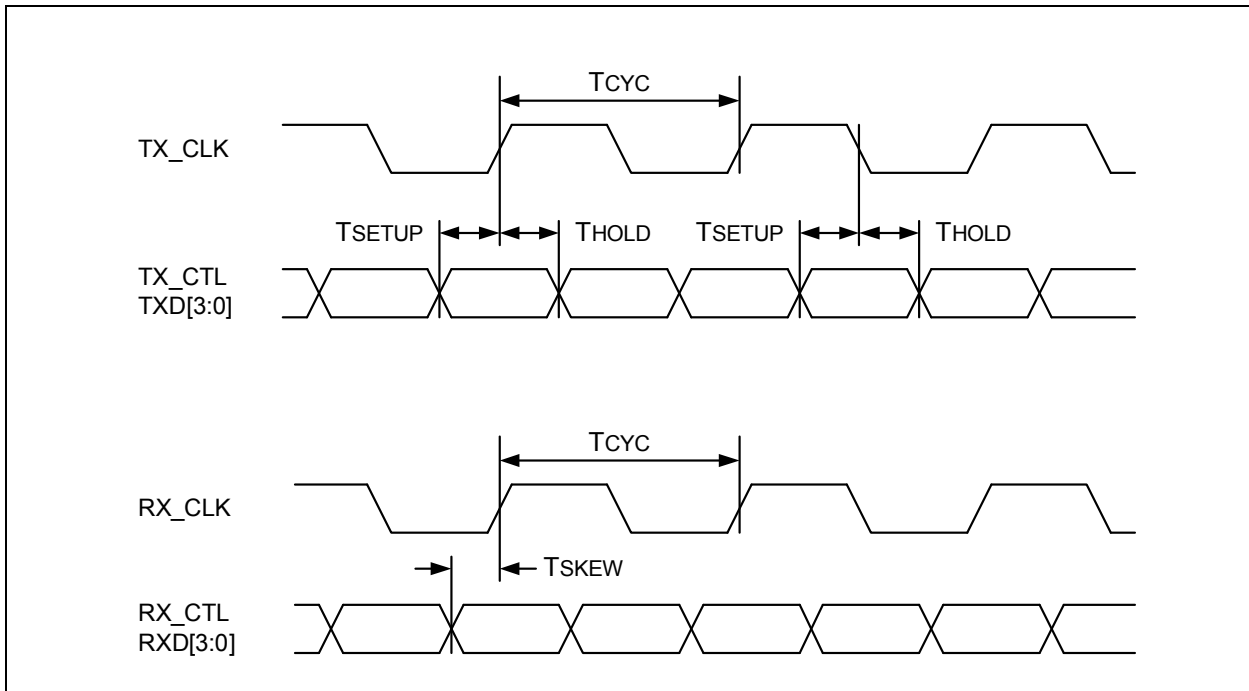 TCYC
TX_CLK
TSETUP THOLD TSETUP THOLD
TX_CTL
TXD[3:0]
TCYC
RX_CLK
TSKEW
RX_CTL
RXD[3:0]